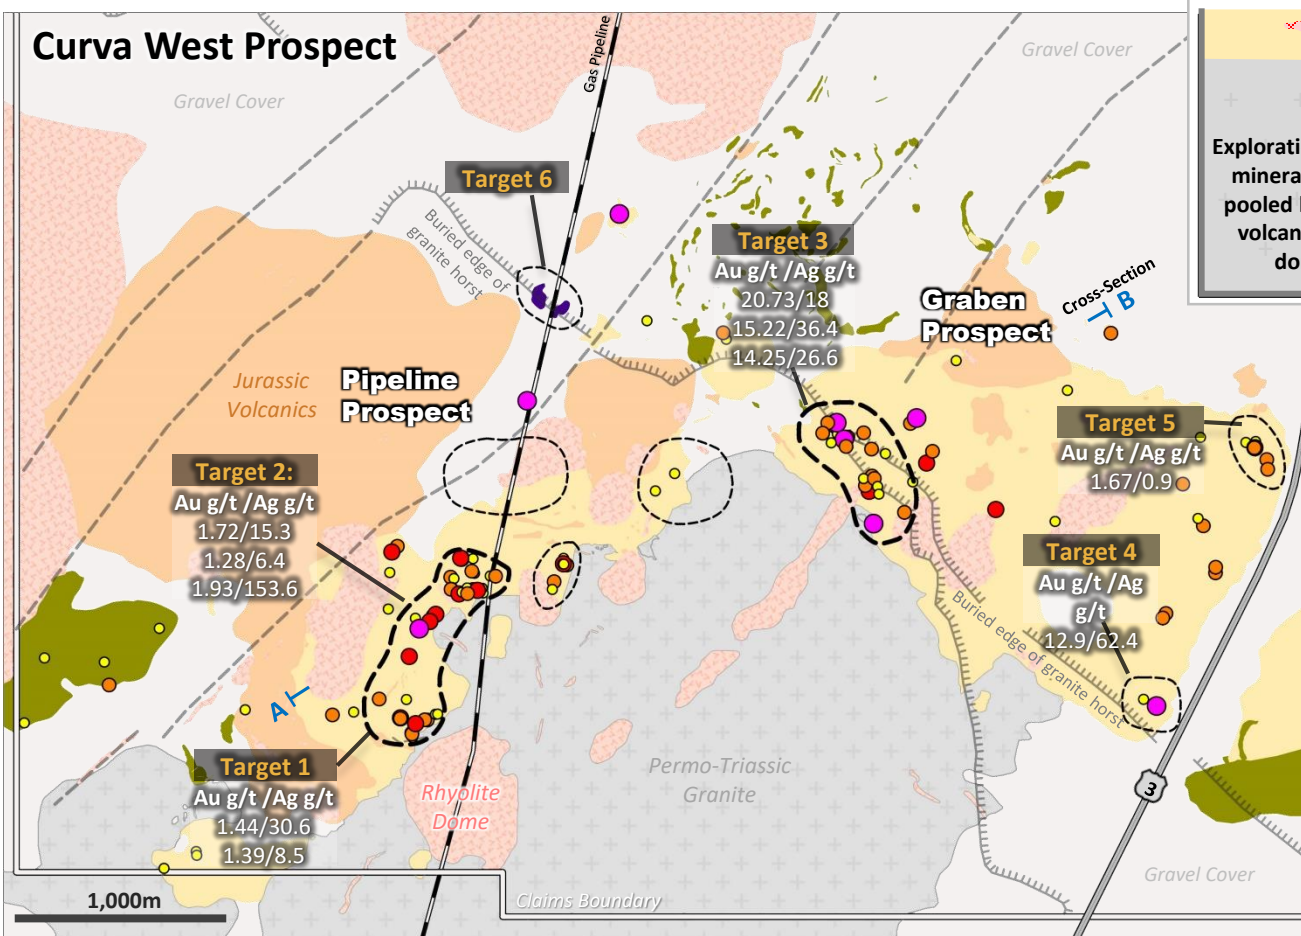 Curva West Prospect
Gas Pipeline
Gravel Cover
Gravel Cover
Explorati
minera
pooled
volcan
do
Target 6
Buried edge of
granite horst
Target 3
Au g/t /Ag g/t
20.73/18
15.22/36.4
14.25/26.6
Graben
Prospect
Cross-Section
B
Jurassic
Volcanics
Pipeline
Prospect
Target 5
Au g/t /Ag g/t
1.67/0.9
Target 2:
Au g/t /Ag g/t
1.72/15.3
1.28/6.4
1.93/153.6
Target 4
Au g/t /Ag
g/t
12.9/62.4
Buried edge of granite horst
A
Target 1
Au g/t /Ag g/t
1.44/30.6
1.39/8.5
Rhyolite
Dome
Permo-Triassic
Granite
3
Gravel Cover
1,000m
Claims Boundary